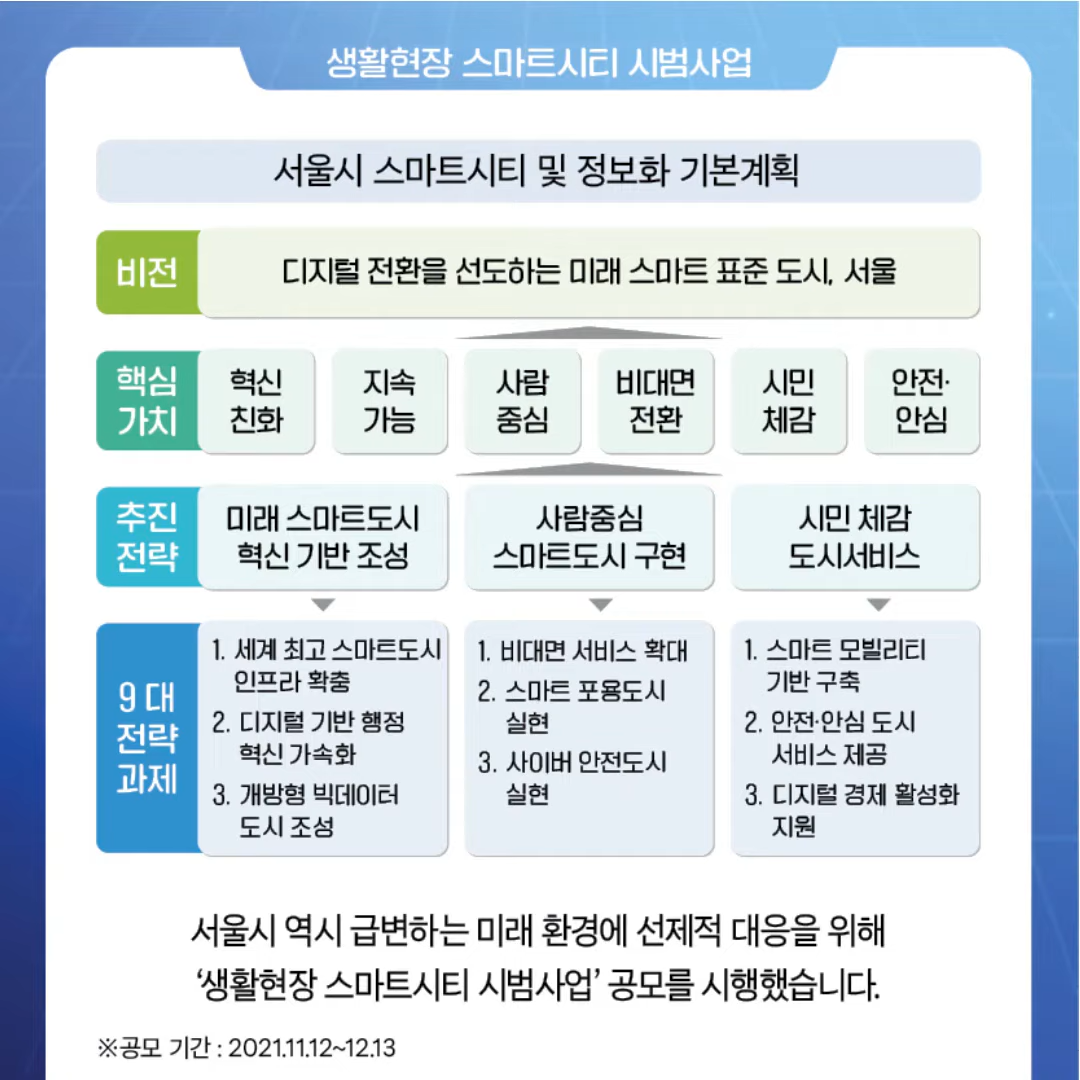 생활현장 스마트시티 시범사업
서울시 스마트시티 및 정보화 기본계획
비전
디지털 전환을 선도하는 미래 스마트 표준 도시, 서울
핵심
가치
혁신
친화
지속
가능
사람
중심
비대면
전환
시민
체감
안전·
안심
추진
전략
미래 스마트도시
혁신 기반 조성
사람중심
스마트도시 구현
시민 체감
도시서비스
9대
전략
과제
1. 세계 최고 스마트도시
인프라 확충
2. 디지털 기반 행정
혁신 가속화
3. 개방형 빅데이터
도시 조성
1. 비대면 서비스 확대
2. 스마트 포용도시
실현
3. 사이버 안전도시
실현
1. 스마트 모빌리티
기반 구축
2. 안전·안심 도시
서비스 제공
3. 디지털 경제 활성화
지원
서울시 역시 급변하는 미래 환경에 선제적 대응을 위해
‘생활현장 스마트시티 시범사업’ 공모를 시행했습니다.
※공모 기간 : 2021.11.12~12.13